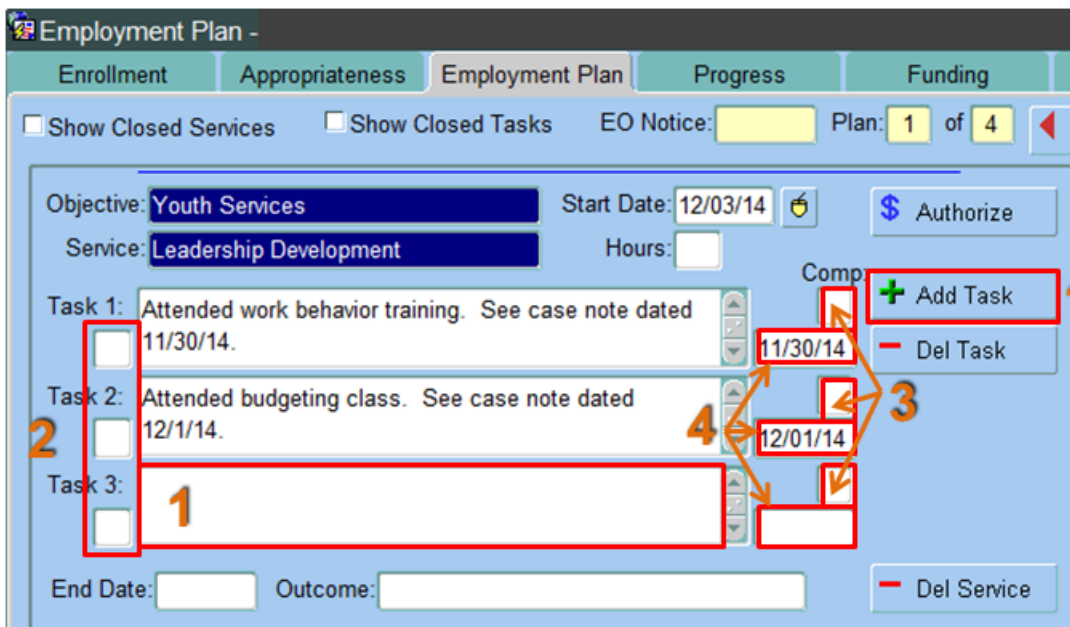 Employment Plan -
Enrollment Appropriateness Employment Plan Progress Funding
Show Closed Services Show Closed Tasks EO Notice: Plan: 1 of 4
Objective: Youth Services Start Date: 12/03/14 $ Authorize
Service: Leadership Development Hours:
Comp:
Task 1: Attended work behavior training. See case note dated
11/30/14. 11/30/14
+ Add Task
− Del Task
Task 2: Attended budgeting class. See case note dated
12/1/14. 12/01/14
2 4 3
Task 3: 1
End Date: Outcome: − Del Service